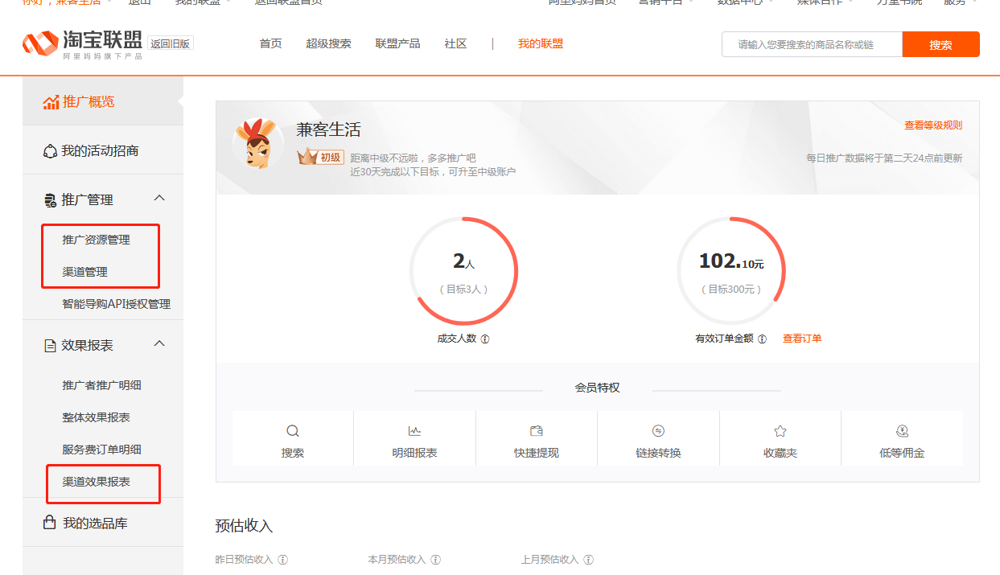 你好，兼客生活 退出 我的联盟 返回联盟首页 阿里妈妈首页 营销平台 数据中心 媒体合作 万堂书院 服务
淘宝联盟
阿里妈妈旗下产品
返回旧版
首页 超级搜索 联盟产品 社区 | 我的联盟
请输入您要搜索的商品名称或链
搜索
推广概览
我的活动招商
推广管理
推广资源管理
渠道管理
智能导购API授权管理
效果报表
推广者推广明细
整体效果报表
服务费订单明细
渠道效果报表
我的选品库
兼客生活
查看等级规则
初级
距离中级不远啦，多多推广吧
近30天完成以下目标，可升至中级账户
每日推广数据将于第二天24点前更新
2人
（目标3人）
成交人数
102.10元
（目标300元）
有效订单金额
查看订单
会员特权
搜索 明细报表 快捷提现 链接转换 收藏夹 低等佣金
预估收入
昨日预估收入 本月预估收入 上月预估收入